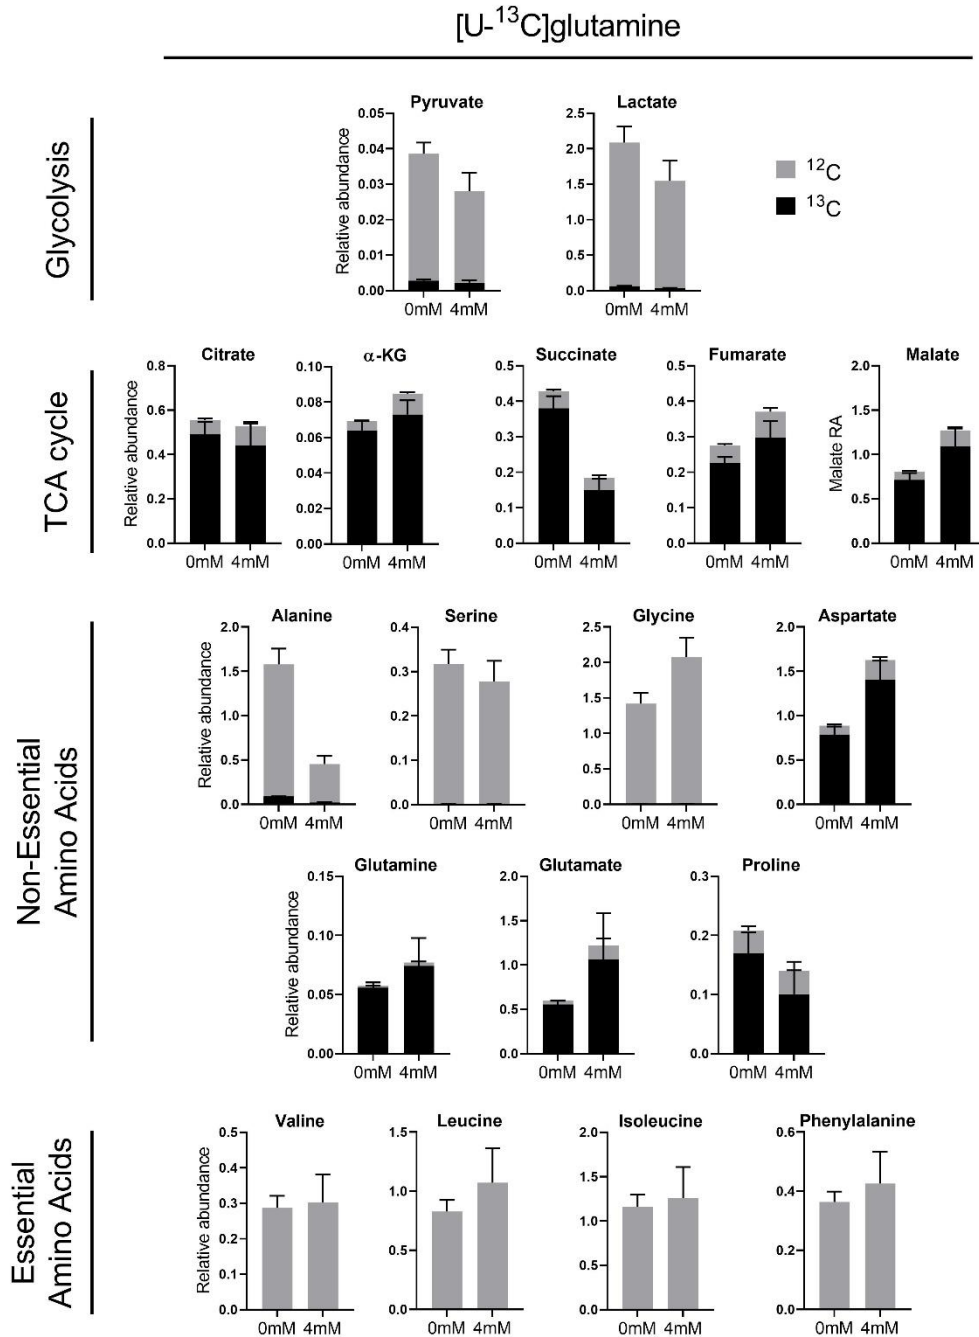 [U-¹³C]glutamine
Glycolysis
Pyruvate
Lactate
Relative abundance
0.05
0.04
0.03
0.02
0.01
0.00
0mM 4mM
2.5
2.0
1.5
1.0
0.5
0.0
0mM 4mM
¹²C
¹³C
TCA cycle
Citrate
α-KG
Succinate
Fumarate
Malate
Relative abundance
0.8
0.6
0.4
0.2
0.0
0mM 4mM
0.10
0.08
0.06
0.04
0.02
0.00
0mM 4mM
0.5
0.4
0.3
0.2
0.1
0.0
0mM 4mM
0.5
0.4
0.3
0.2
0.1
0.0
0mM 4mM
Malate RA
2.0
1.5
1.0
0.5
0.0
0mM 4mM
Non-Essential
Amino Acids
Alanine
Serine
Glycine
Aspartate
Relative abundance
2.0
1.5
1.0
0.5
0.0
0mM 4mM
0.4
0.3
0.2
0.1
0.0
0mM 4mM
2.5
2.0
1.5
1.0
0.5
0.0
0mM 4mM
2.0
1.5
1.0
0.5
0.0
0mM 4mM
Glutamine
Glutamate
Proline
Relative abundance
0.15
0.10
0.05
0.00
0mM 4mM
2.0
1.5
1.0
0.5
0.0
0mM 4mM
0.3
0.2
0.1
0.0
0mM 4mM
Essential
Amino Acids
Valine
Leucine
Isoleucine
Phenylalanine
Relative abundance
0.5
0.4
0.3
0.2
0.1
0.0
0mM 4mM
1.5
1.0
0.5
0.0
0mM 4mM
2.0
1.5
1.0
0.5
0.0
0mM 4mM
0.6
0.4
0.2
0.0
0mM 4mM